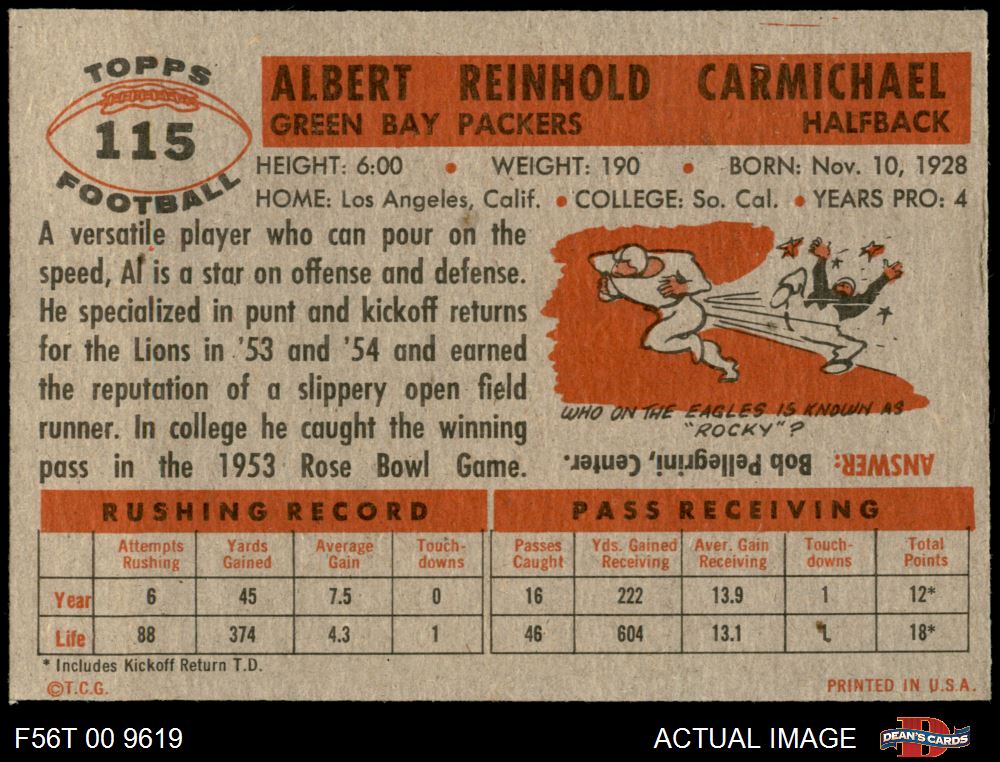 TOPPS
115
FOOTBALL
ALBERT REINHOLD CARMICHAEL
GREEN BAY PACKERS HALFBACK
HEIGHT: 6:00 • WEIGHT: 190 • BORN: Nov. 10, 1928
HOME: Los Angeles, Calif. • COLLEGE: So. Cal. • YEARS PRO: 4
A versatile player who can pour on the
speed, Al is a star on offense and defense.
He specialized in punt and kickoff returns
for the Lions in '53 and '54 and earned
the reputation of a slippery open field
runner. In college he caught the winning
pass in the 1953 Rose Bowl Game.
WHO ON THE EAGLES IS KNOWN AS
"ROCKY"?
ANSWER: Bob Pellegrini, Center.
RUSHING RECORD PASS RECEIVING
Attempts Yards Average Touch- Passes Yds. Gained Aver. Gain Touch- Total
Rushing Gained Gain downs Caught Receiving Receiving downs Points
Year 6 45 7.5 0 16 222 13.9 1 12*
Life 88 374 4.3 1 46 604 13.1 18*
* Includes Kickoff Return T.D.
©T.C.G. PRINTED IN U.S.A.
F56T 00 9619 ACTUAL IMAGE DEAN'S CARDS